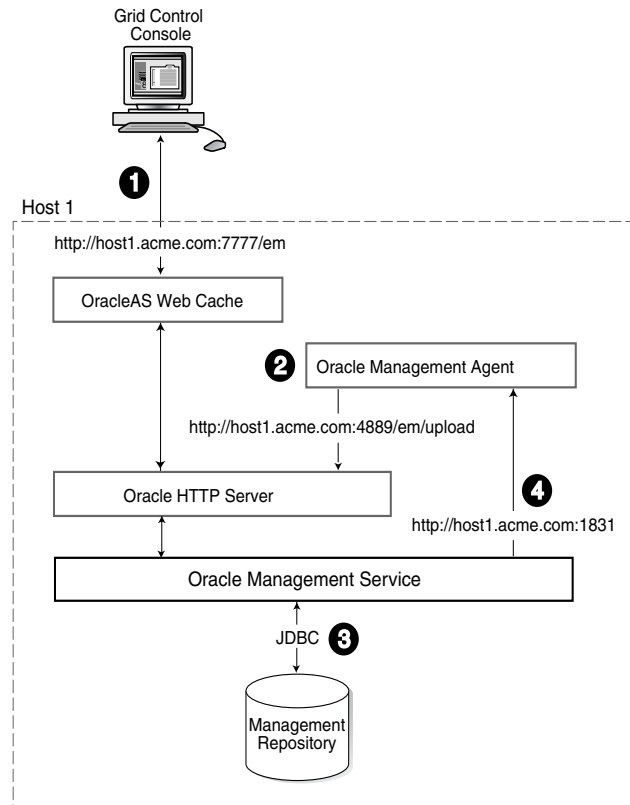 Grid Control
Console
1
Host 1
http://host1.acme.com:7777/em
OracleAS Web Cache
2
Oracle Management Agent
http://host1.acme.com:4889/em/upload
Oracle HTTP Server
4
http://host1.acme.com:1831
Oracle Management Service
JDBC
3
Management
Repository